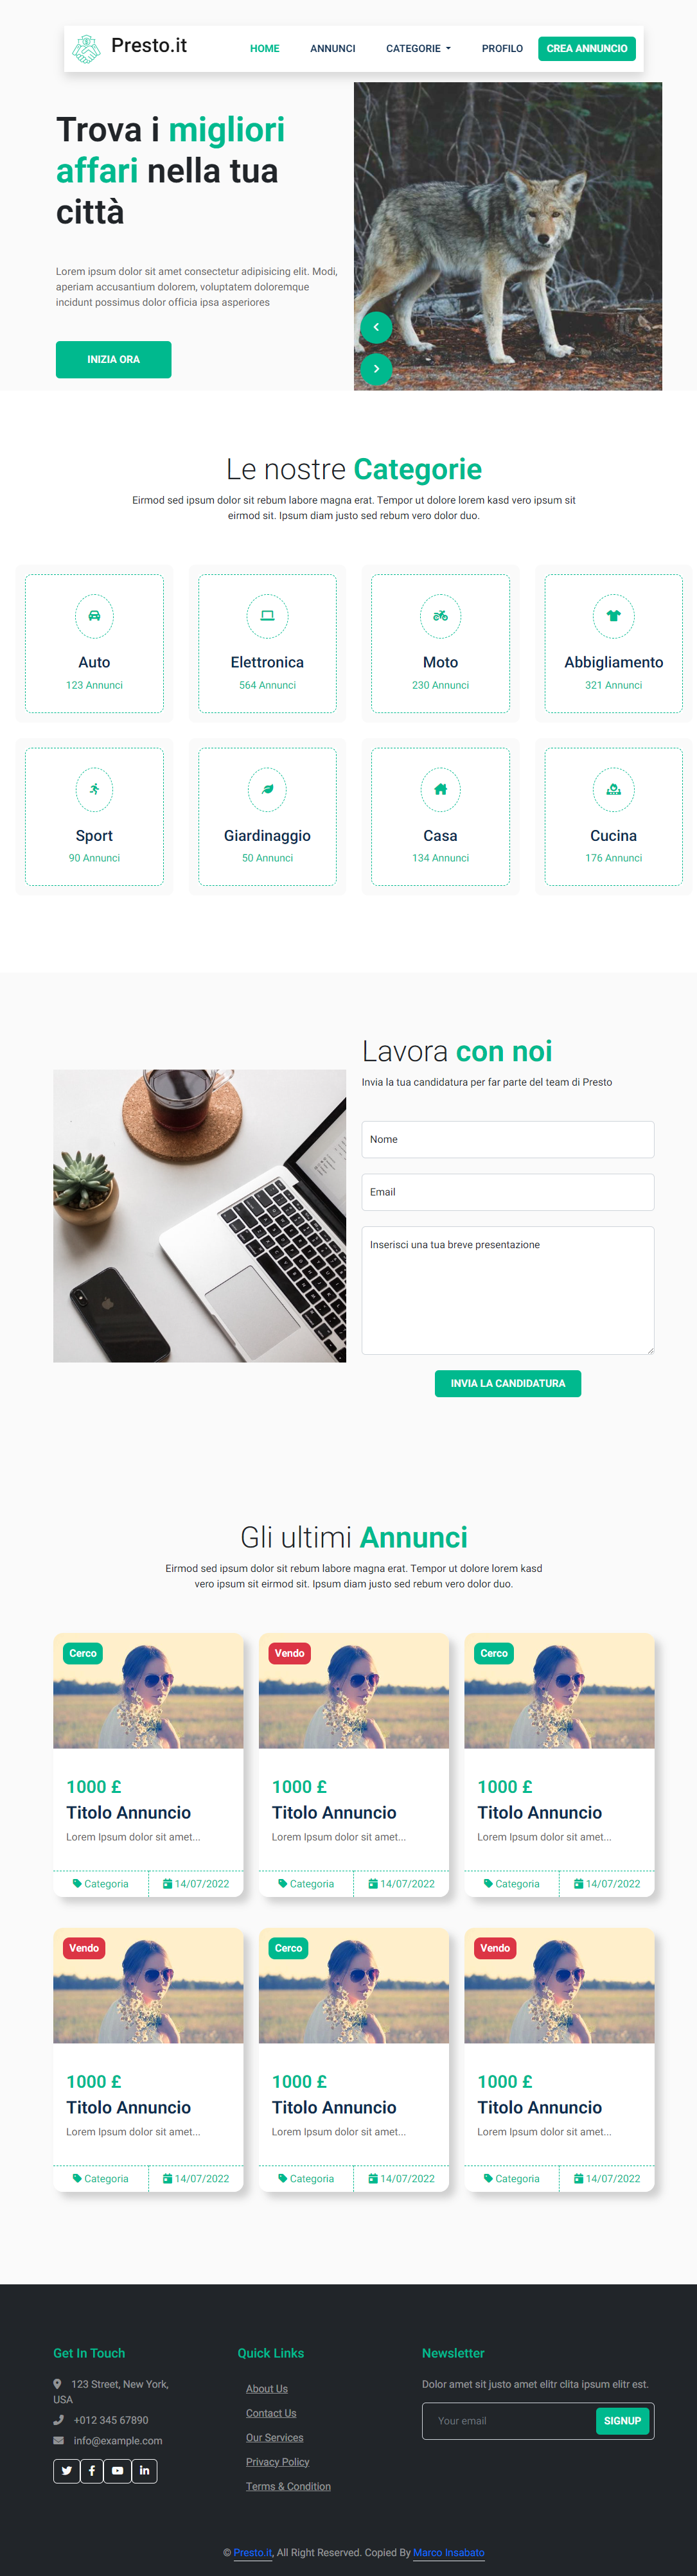 Presto.it
HOME
ANNUNCI
CATEGORIE
PROFILO
CREA ANNUNCIO
Trova i migliori
affari nella tua
città
Lorem ipsum dolor sit amet consectetur adipisicing elit. Modi,
aperiam accusantium dolorem, voluptatem doloremque
incidunt possimus dolor officia ipsa asperiores
INIZIA ORA
Le nostre Categorie
Eirmod sed ipsum dolor sit rebum labore magna erat. Tempor ut dolore lorem kasd vero ipsum sit
eirmod sit. Ipsum diam justo sed rebum vero dolor duo.
Auto
123 Annunci
Elettronica
564 Annunci
Moto
230 Annunci
Abbigliamento
321 Annunci
Sport
90 Annunci
Giardinaggio
50 Annunci
Casa
134 Annunci
Cucina
176 Annunci
Lavora con noi
Invia la tua candidatura per far parte del team di Presto
Nome
Email
Inserisci una tua breve presentazione
INVIA LA CANDIDATURA
Gli ultimi Annunci
Eirmod sed ipsum dolor sit rebum labore magna erat. Tempor ut dolore lorem kasd
vero ipsum sit eirmod sit. Ipsum diam justo sed rebum vero dolor duo.
Cerco
1000 £
Titolo Annuncio
Lorem Ipsum dolor sit amet...
Categoria
14/07/2022
Vendo
1000 £
Titolo Annuncio
Lorem Ipsum dolor sit amet...
Categoria
14/07/2022
Cerco
1000 £
Titolo Annuncio
Lorem Ipsum dolor sit amet...
Categoria
14/07/2022
Vendo
1000 £
Titolo Annuncio
Lorem Ipsum dolor sit amet...
Categoria
14/07/2022
Cerco
1000 £
Titolo Annuncio
Lorem Ipsum dolor sit amet...
Categoria
14/07/2022
Vendo
1000 £
Titolo Annuncio
Lorem Ipsum dolor sit amet...
Categoria
14/07/2022
Get In Touch
123 Street, New York,
USA
+012 345 67890
info@example.com
Quick Links
About Us
Contact Us
Our Services
Privacy Policy
Terms & Condition
Newsletter
Dolor amet sit justo amet elitr clita ipsum elitr est.
Your email
SIGNUP
© Presto.it, All Right Reserved. Copied By Marco Insabato